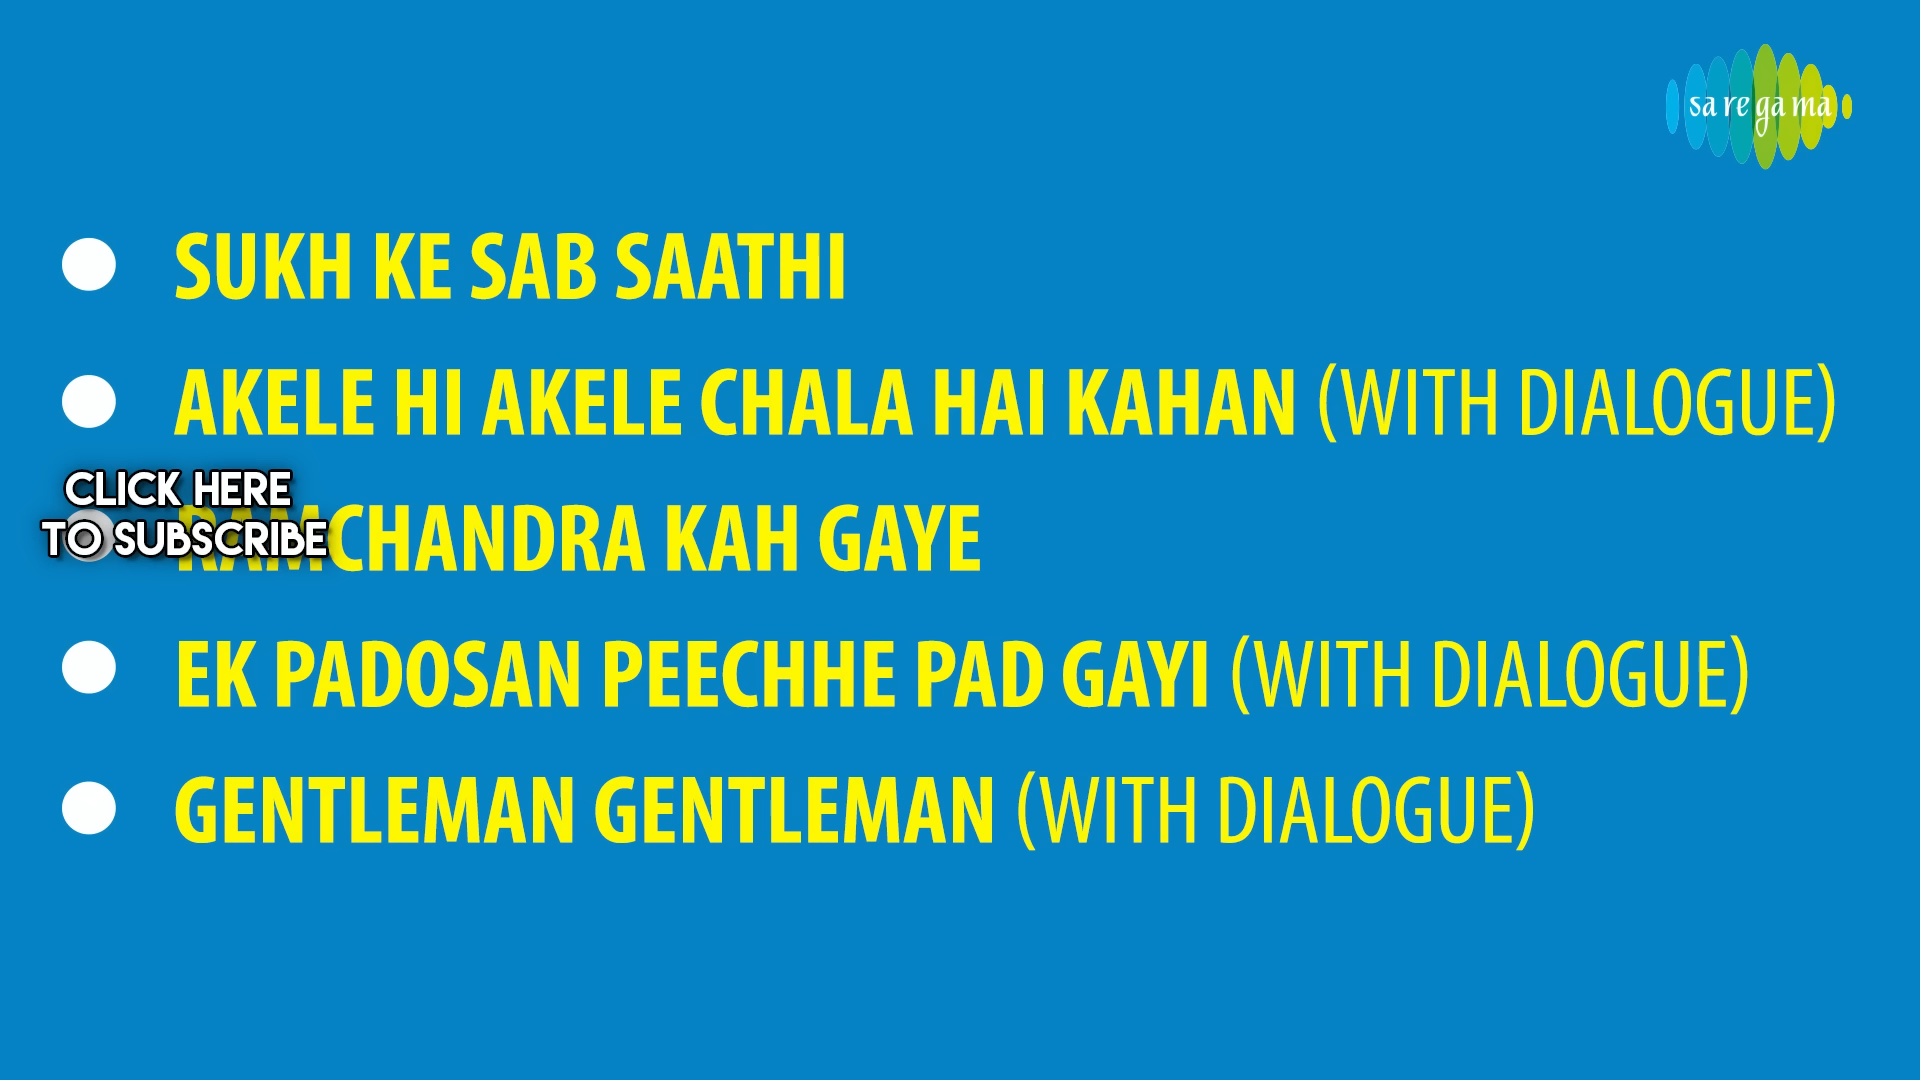 sa re ga ma
SUKH KE SAB SAATHI
AKELE HI AKELE CHALA HAI KAHAN (WITH DIALOGUE)
CLICK HERE
TO SUBSCRIBE
RAMCHANDRA KAH GAYE
EK PADOSAN PEECHHE PAD GAYI (WITH DIALOGUE)
GENTLEMAN GENTLEMAN (WITH DIALOGUE)